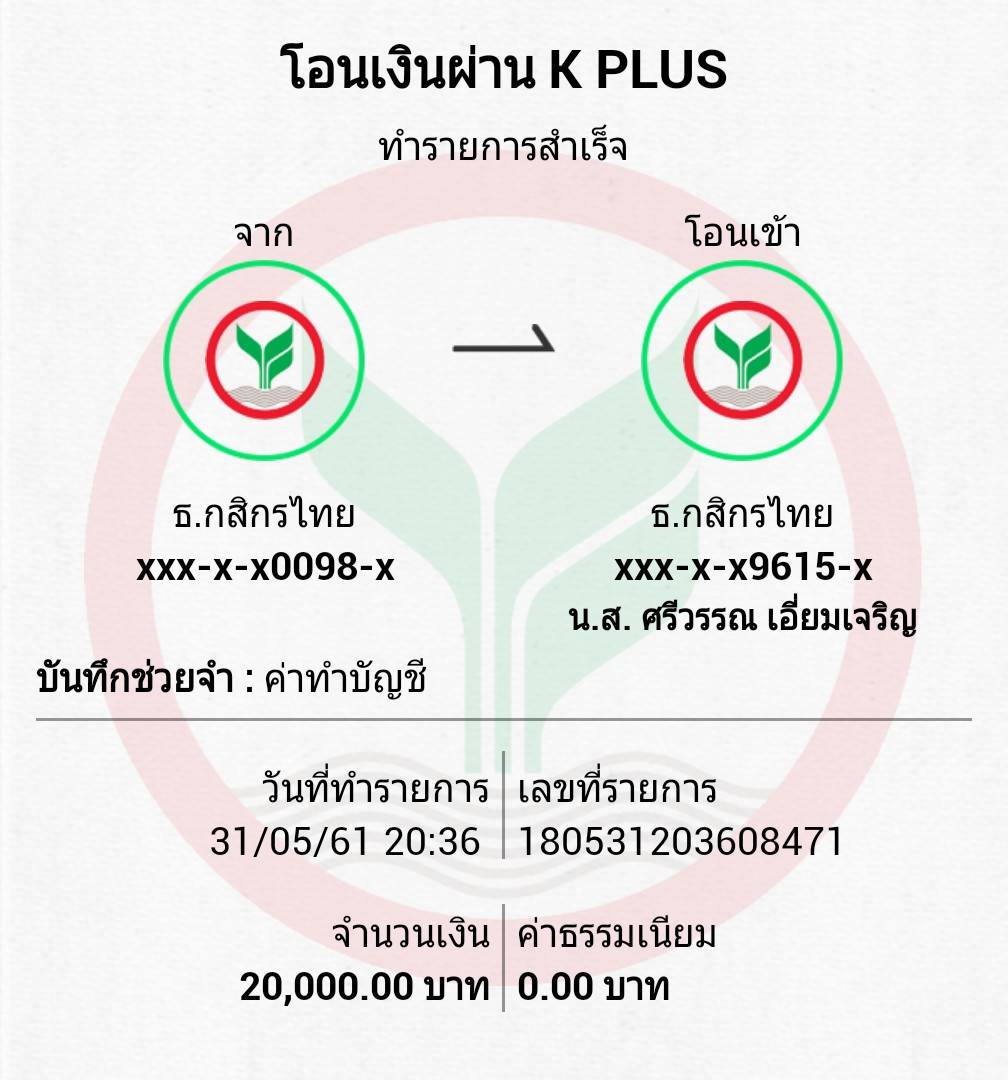 โอนเงินผ่าน K PLUS
ทำรายการสำเร็จ
จาก
โอนเข้า
ธ.กสิกรไทย
xxx-x-x0098-x
ธ.กสิกรไทย
xxx-x-x9615-x
น.ส. ศรีวรรณ เอี่ยมเจริญ
บันทึกช่วยจำ : ค่าทำบัญชี
วันที่ทำรายการ
31/05/61 20:36
เลขที่รายการ
180531203608471
จำนวนเงิน
20,000.00 บาท
ค่าธรรมเนียม
0.00 บาท